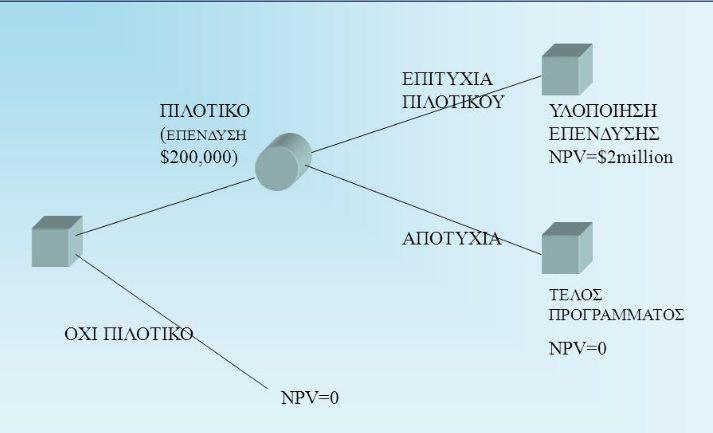 ΕΠΙΤΥΧΙΑ
ΠΙΛΟΤΙΚΟΥ
ΠΙΛΟΤΙΚΟ
(ΕΠΕΝΔΥΣΗ
$200,000)
ΥΛΟΠΟΙΗΣΗ
ΕΠΕΝΔΥΣΗΣ
NPV=$2million
ΑΠΟΤΥΧΙΑ
ΤΕΛΟΣ
ΠΡΟΓΡΑΜΜΑΤΟΣ
NPV=0
ΟΧΙ ΠΙΛΟΤΙΚΟ
NPV=0